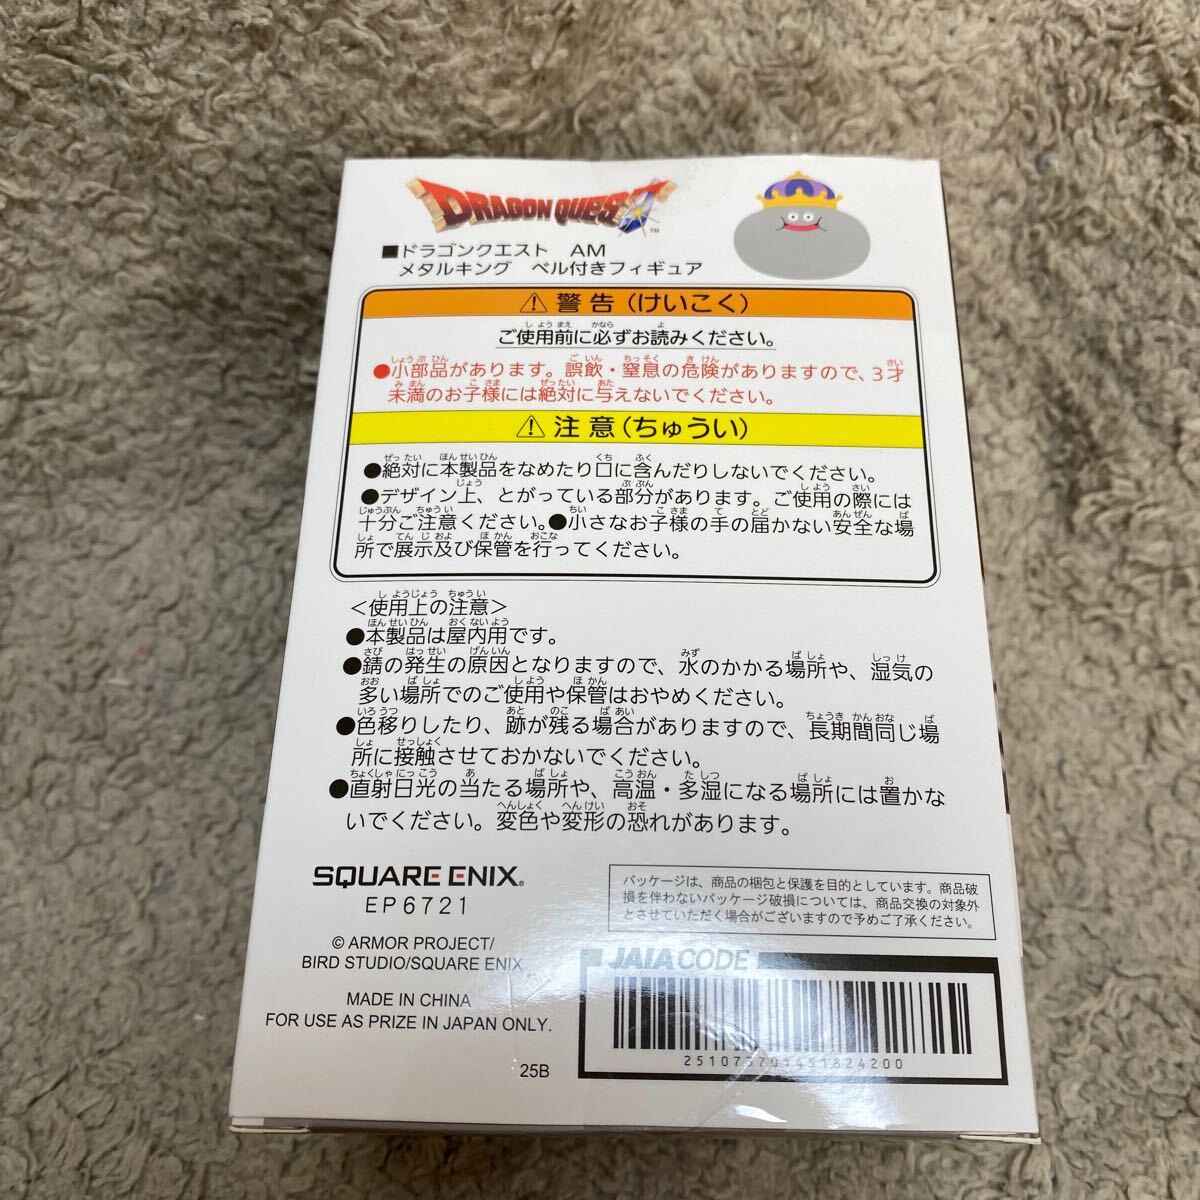 DRAGON QUEST™
■ドラゴンクエスト AM
メタルキング ベル付きフィギュア
⚠警告(けいこく)
ご使用前に必ずお読みください。
●小部品があります。誤飲・窒息の危険がありますので、3才
未満のお子様には絶対に与えないでください。
⚠注意(ちゅうい)
●絶対に本製品をなめたり口に含んだりしないでください。
●デザイン上、とがっている部分があります。ご使用の際には
十分ご注意ください。●小さなお子様の手の届かない安全な場
所で展示及び保管を行ってください。
<使用上の注意>
●本製品は屋内用です。
●錆の発生の原因となりますので、水のかかる場所や、湿気の
多い場所でのご使用や保管はおやめください。
●色移りしたり、跡が残る場合がありますので、長期間同じ場
所に接触させておかないでください。
●直射日光の当たる場所や、高温・多湿になる場所には置かな
いでください。変色や変形の恐れがあります。
SQUARE ENIX®
EP6721
© ARMOR PROJECT/
BIRD STUDIO/SQUARE ENIX
MADE IN CHINA
FOR USE AS PRIZE IN JAPAN ONLY.
25B
パッケージは、商品の梱包と保護を目的としています。商品破
損を伴わないパッケージ破損については、商品交換の対象外
とさせていただく場合がございますので予めご了承ください。
JAIA CODE
251073701451824200